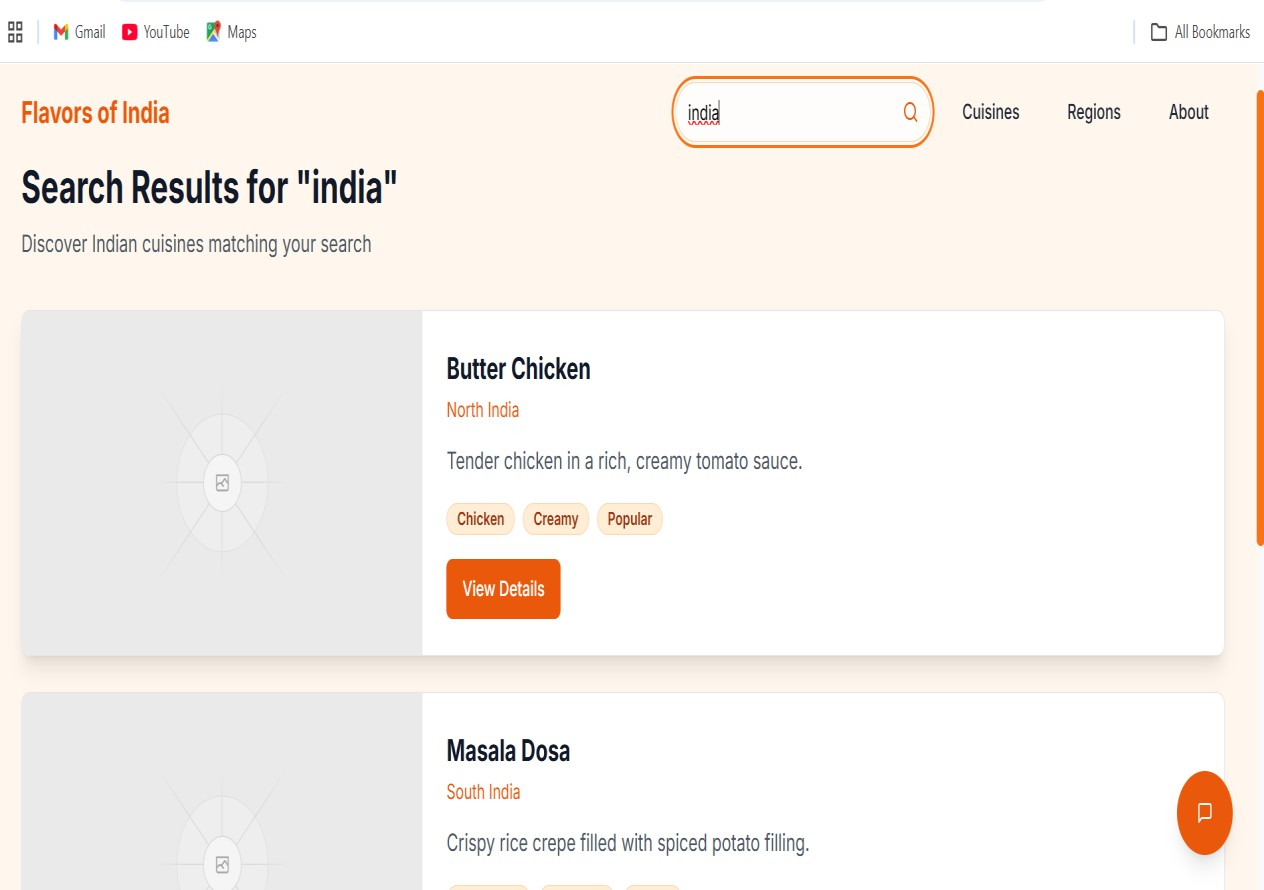 Gmail YouTube Maps All Bookmarks
Flavors of India india Cuisines Regions About
Search Results for "india"
Discover Indian cuisines matching your search
Butter Chicken
North India
Tender chicken in a rich, creamy tomato sauce.
Chicken Creamy Popular
View Details
Masala Dosa
South India
Crispy rice crepe filled with spiced potato filling.